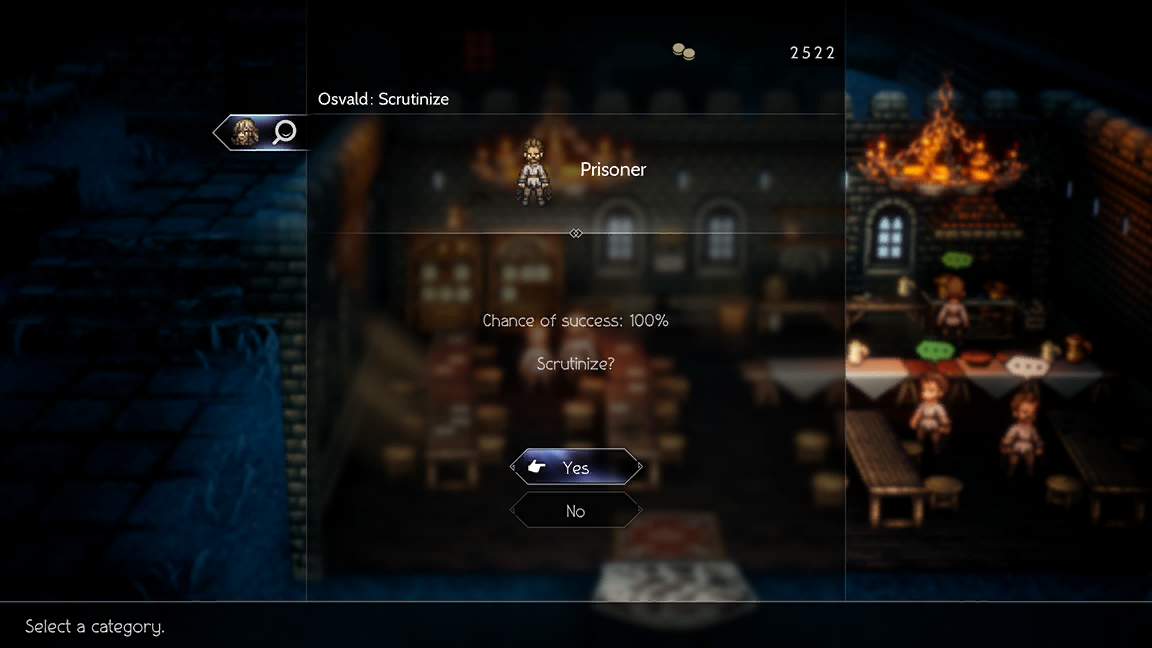 2522
Osvald: Scrutinize
Prisoner
Chance of success: 100%
Scrutinize?
Yes
No
Select a category.